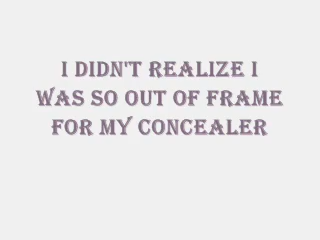 I DIDN'T REALIZE I
WAS SO OUT OF FRAME
FOR MY CONCEALER